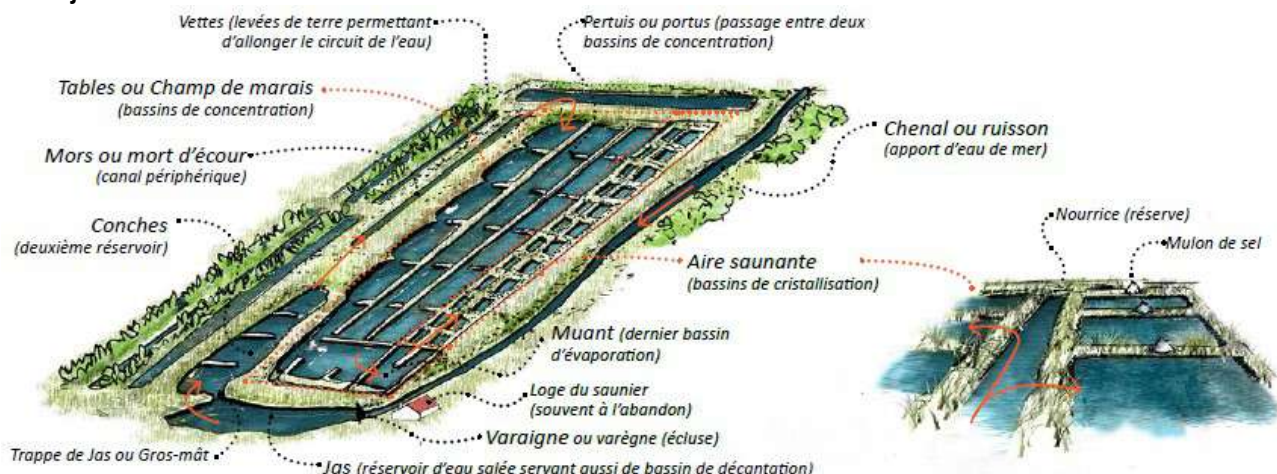 Vettes (levées de terre permettant
d'allonger le circuit de l'eau)
Pertuis ou portus (passage entre deux
bassins de concentration)
Tables ou Champ de marais
(bassins de concentration)
Chenal ou ruisson
(apport d'eau de mer)
Mors ou mort d'écour
(canal périphérique)
Conches
(deuxième réservoir)
Nourrice (réserve)
Mulon de sel
Aire saunante
(bassins de cristallisation)
Muant (dernier bassin
d'évaporation)
Loge du saunier
(souvent à l'abandon)
Varaigne ou varègne (écluse)
Trappe de Jas ou Gros-mât
Jas (réservoir d'eau salée servant aussi de bassin de décantation)